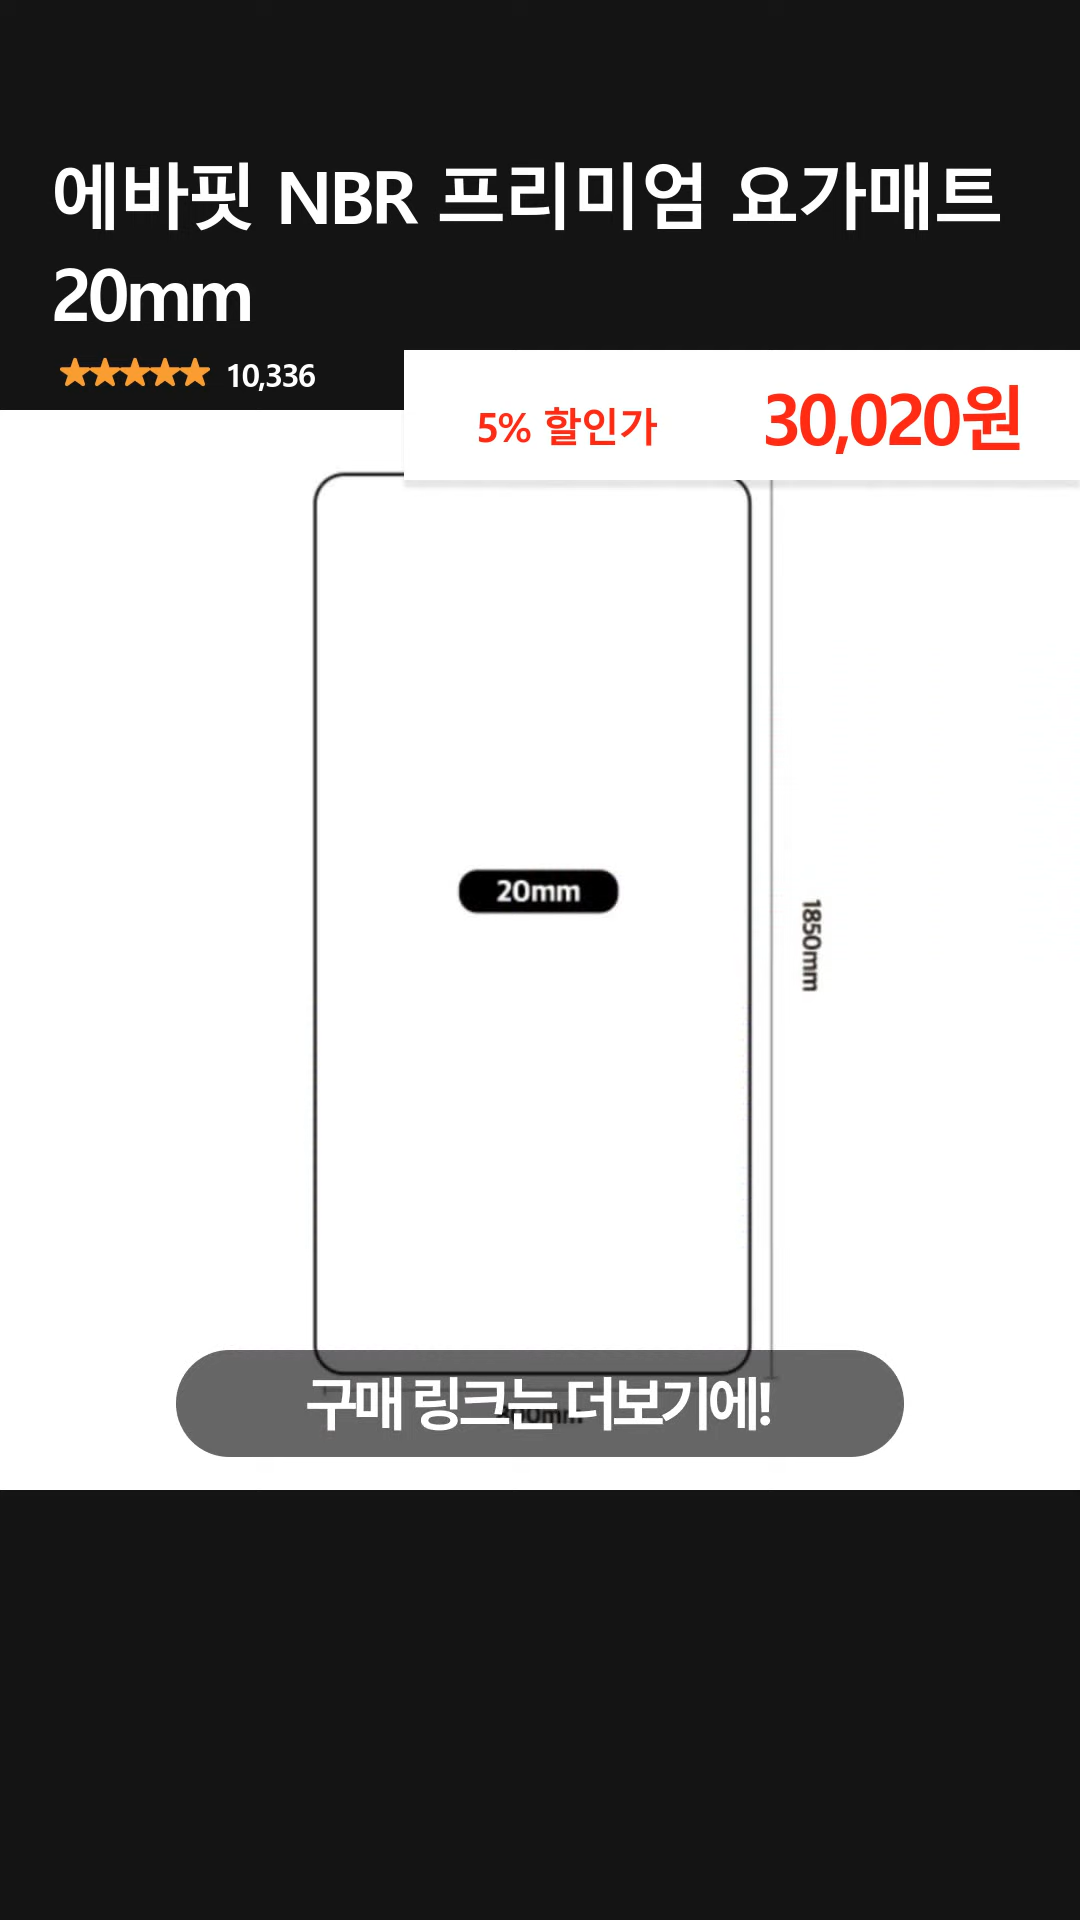 에바핏 NBR 프리미엄 요가매트
20mm
10,336
5% 할인가
30,020원
20mm
1850mm
구매 링크는 더보기에!